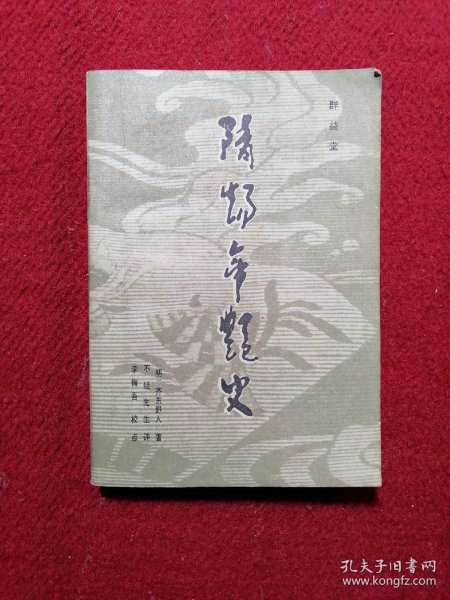 群益堂
隋炀帝艳史
明·齐东野人 著
不经先生 评
李悔吾 校点
孔夫子旧书网
www.kongfz.com